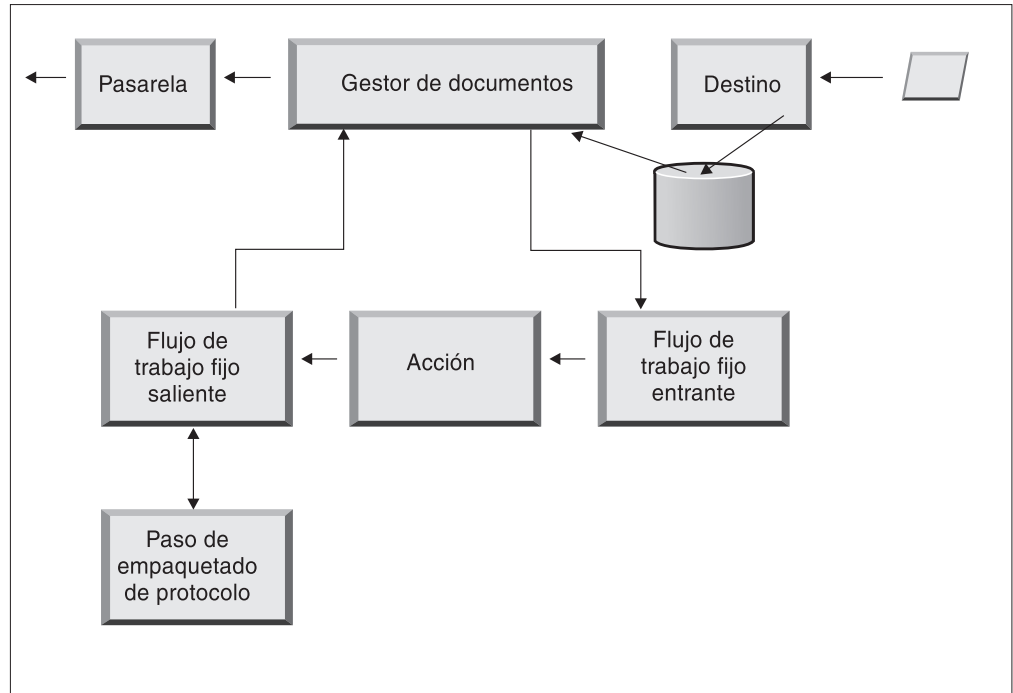 Pasarela
Gestor de documentos
Destino
Flujo de
trabajo fijo
saliente
Acción
Flujo de
trabajo fijo
entrante
Paso de
empaquetado
de protocolo